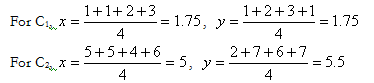 For C₁, x = (1+1+2+3)/4 = 1.75, y = (1+2+3+1)/4 = 1.75
For C₂, x = (5+5+4+6)/4 = 5, y = (2+7+6+7)/4 = 5.5